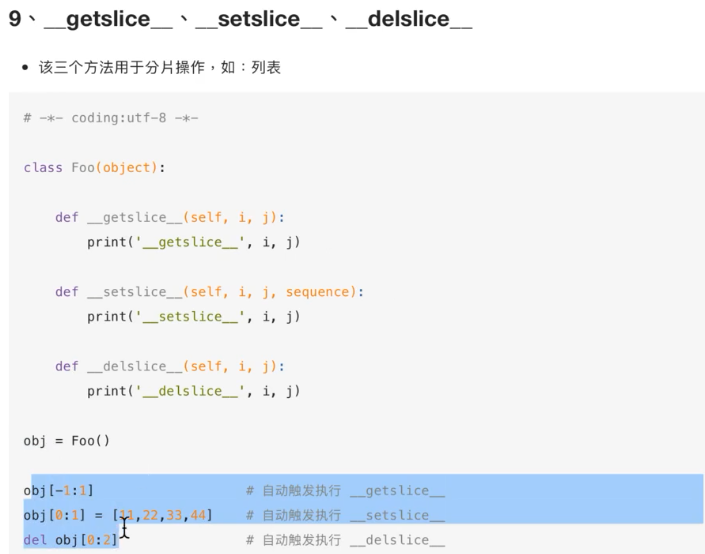 9、__getslice__、__setslice__、__delslice__
• 该三个方法用于分片操作，如：列表
# -*- coding:utf-8 -*-
class Foo(object):
    def __getslice__(self, i, j):
        print('__getslice__', i, j)
    def __setslice__(self, i, j, sequence):
        print('__setslice__', i, j)
    def __delslice__(self, i, j):
        print('__delslice__', i, j)
obj = Foo()
obj[-1:1]                   # 自动触发执行 __getslice__
obj[0:1] = [11,22,33,44]    # 自动触发执行 __setslice__
del obj[0:2]                # 自动触发执行 __delslice__